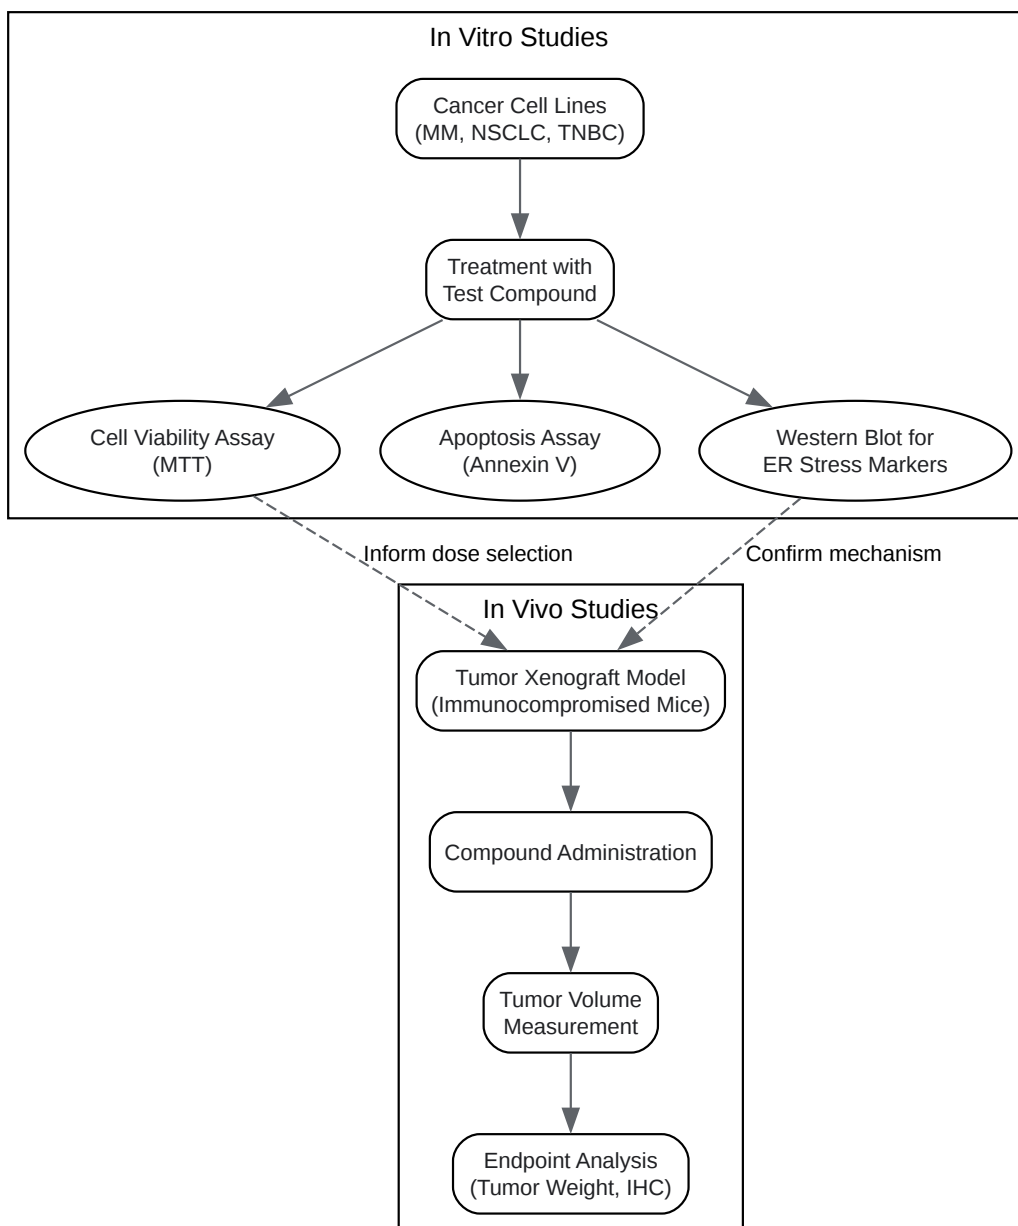 In Vitro Studies
Cancer Cell Lines
(MM, NSCLC, TNBC)
Treatment with
Test Compound
Cell Viability Assay
(MTT)
Apoptosis Assay
(Annexin V)
Western Blot for
ER Stress Markers
Inform dose selection
Confirm mechanism
In Vivo Studies
Tumor Xenograft Model
(Immunocompromised Mice)
Compound Administration
Tumor Volume
Measurement
Endpoint Analysis
(Tumor Weight, IHC)